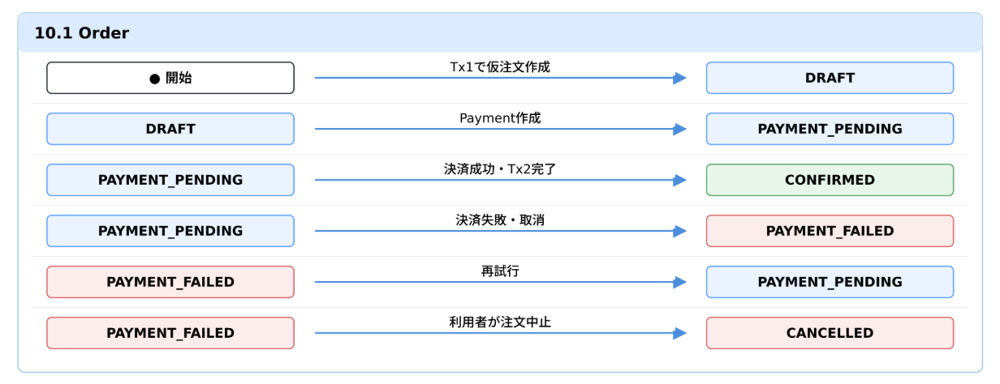 10.1 Order
● 開始
Tx1で仮注文作成
DRAFT
DRAFT
Payment作成
PAYMENT_PENDING
PAYMENT_PENDING
決済成功・Tx2完了
CONFIRMED
PAYMENT_PENDING
決済失敗・取消
PAYMENT_FAILED
PAYMENT_FAILED
再試行
PAYMENT_PENDING
PAYMENT_FAILED
利用者が注文中止
CANCELLED